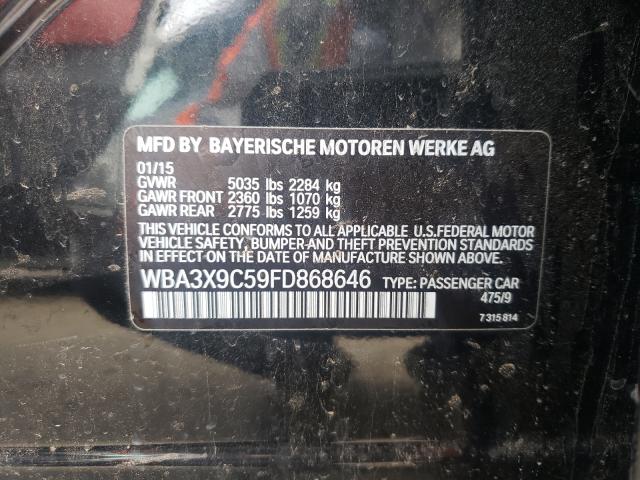 MFD BY BAYERISCHE MOTOREN WERKE AG
01/15
GVWR 5035 lbs 2284 kg
GAWR FRONT 2360 lbs 1070 kg
GAWR REAR 2775 lbs 1259 kg
THIS VEHICLE CONFORMS TO ALL APPLICABLE U.S.FEDERAL MOTOR
VEHICLE SAFETY, BUMPER-AND THEFT PREVENTION STANDARDS
IN EFFECT ON THE DATE OF MANUFACTURE SHOWN ABOVE.
WBA3X9C59FD868646 TYPE: PASSENGER CAR
475/9
7 315 814